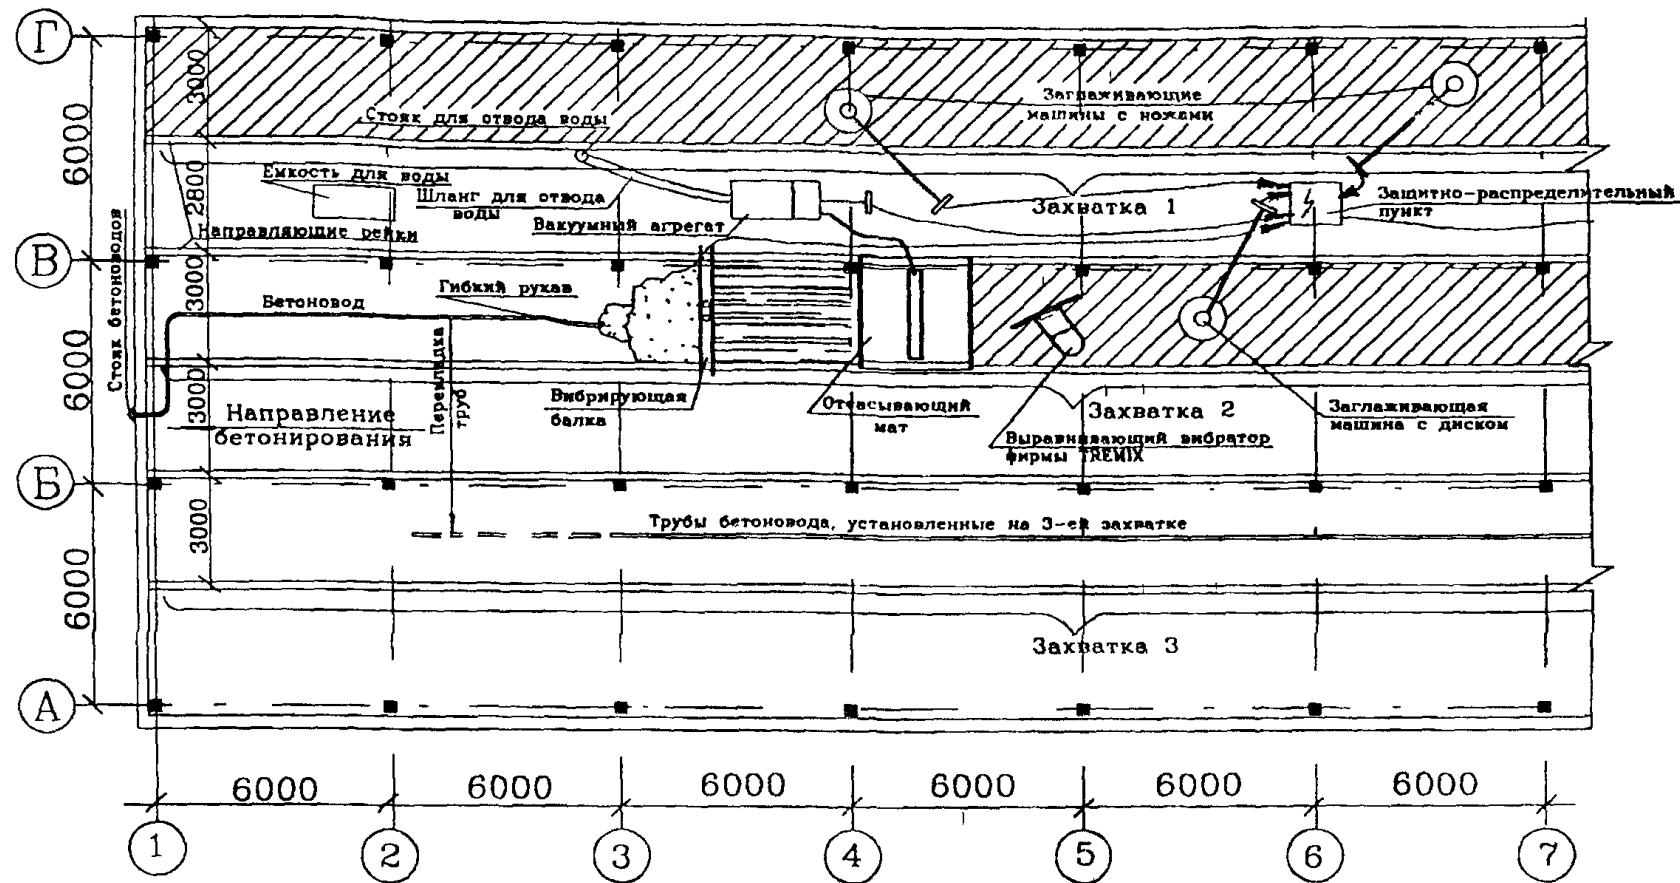 Г
3000
6000
Стояк для отвода воды
Заглаживающие
машины с ножами
Емкость для воды
2800
Шланг для отвода
воды
Вакуумный агрегат
Направляющие рейки
Захватка 1
Защитно-распределительный
пункт
В
3000
Стояк бетоноводов
Бетоновод
Гибкий рукав
6000
3000
Перекладка
труб
Направление
бетонирования
Вибрирующая
балка
Отсасывающий
мат
Захватка 2
Выравнивающий вибратор
фирмы TREMIX
Заглаживающая
машина с диском
Б
3000
Трубы бетоновода, установленные на 3-ей захватке
6000
Захватка 3
А
6000
6000
6000
6000
6000
6000
1
2
3
4
5
6
7